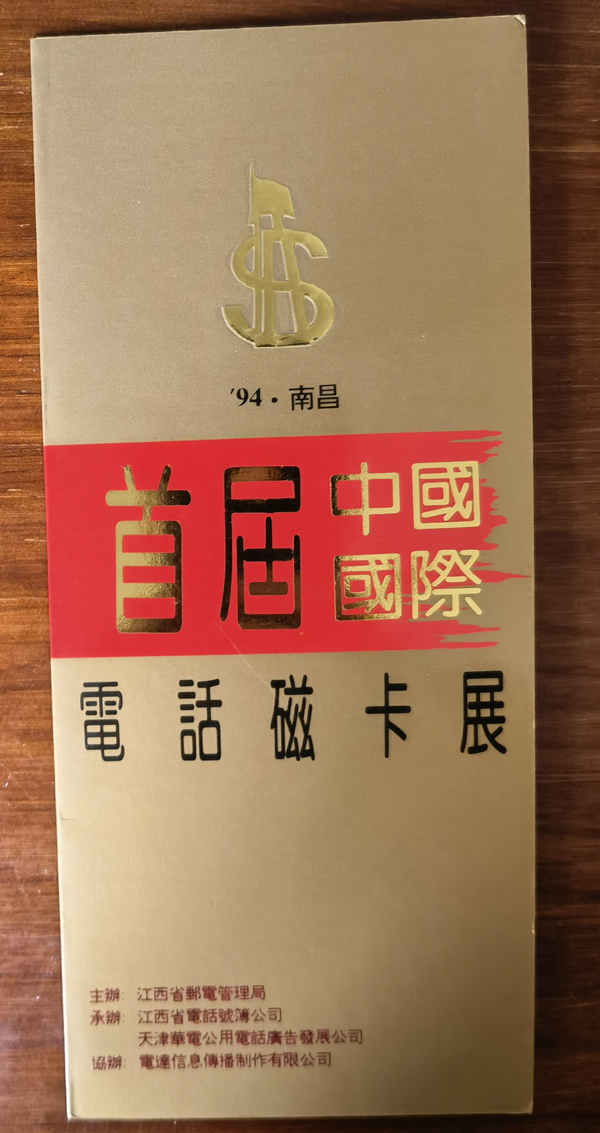 '94·南昌
首届中國
國際
電話磁卡展
主辦：江西省郵電管理局
承辦：江西省電話號簿公司
天津華電公用電話廣告發展公司
協辦：電達信息傳播制作有限公司